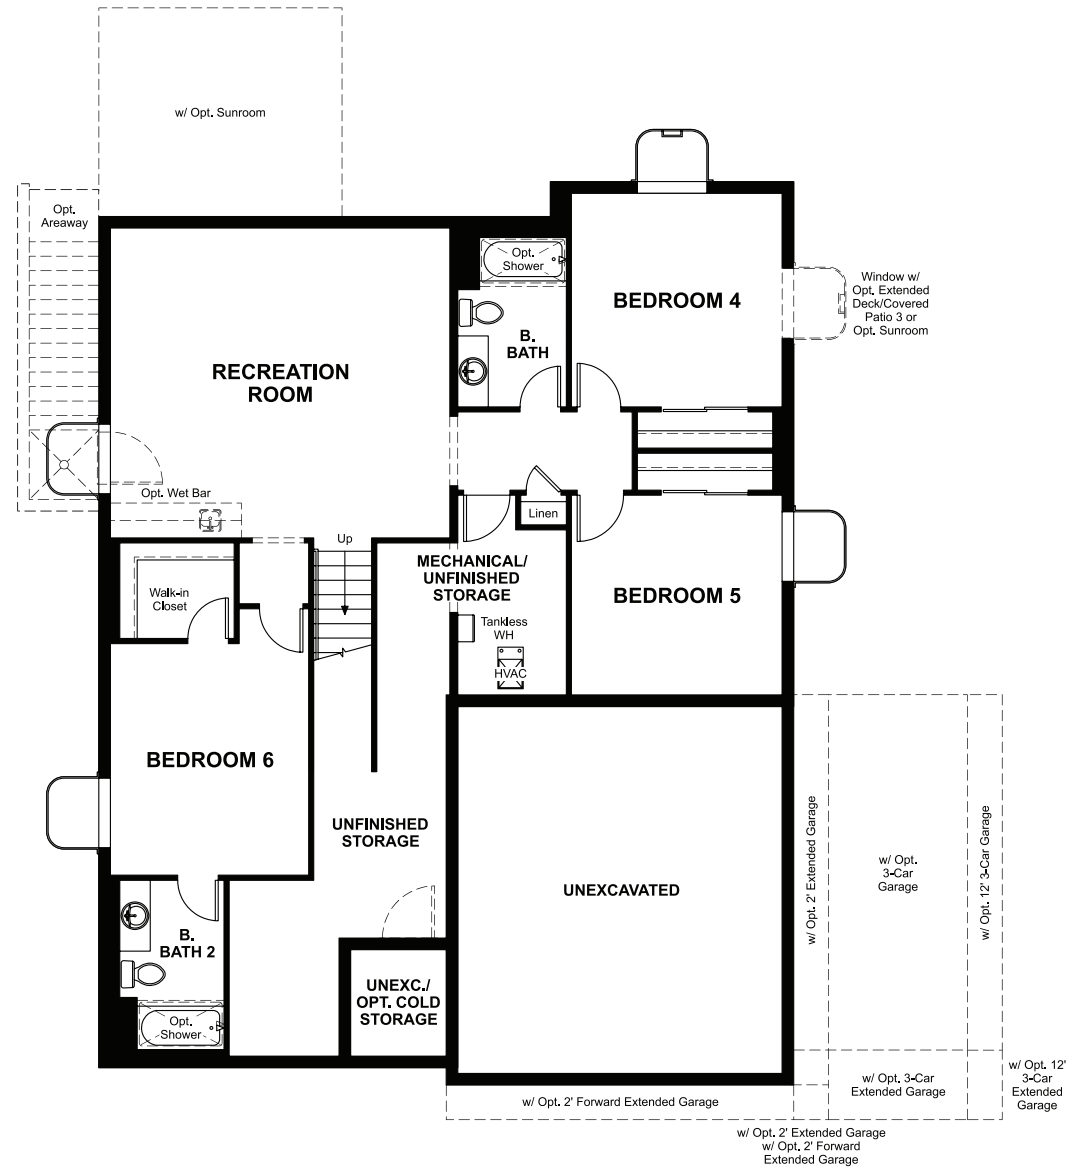 w/ Opt. Sunroom
Opt.
Areaway
Opt.
Shower
BEDROOM 4
Window w/
Opt. Extended
Deck/Covered
Patio 3 or
Opt. Sunroom
B.
BATH
RECREATION
ROOM
Opt. Wet Bar
Linen
Up
MECHANICAL/
UNFINISHED
STORAGE
Walk-in
Closet
BEDROOM 5
Tankless
WH
HVAC
BEDROOM 6
UNFINISHED
STORAGE
UNEXCAVATED
w/ Opt. 2' Extended Garage
w/ Opt.
3-Car
Garage
w/ Opt. 12' 3-Car Garage
B.
BATH 2
UNEXC./
OPT. COLD
STORAGE
Opt.
Shower
w/ Opt. 3-Car
Extended Garage
w/ Opt. 12'
3-Car
Extended
Garage
w/ Opt. 2' Forward Extended Garage
w/ Opt. 2' Extended Garage
w/ Opt. 2' Forward
Extended Garage